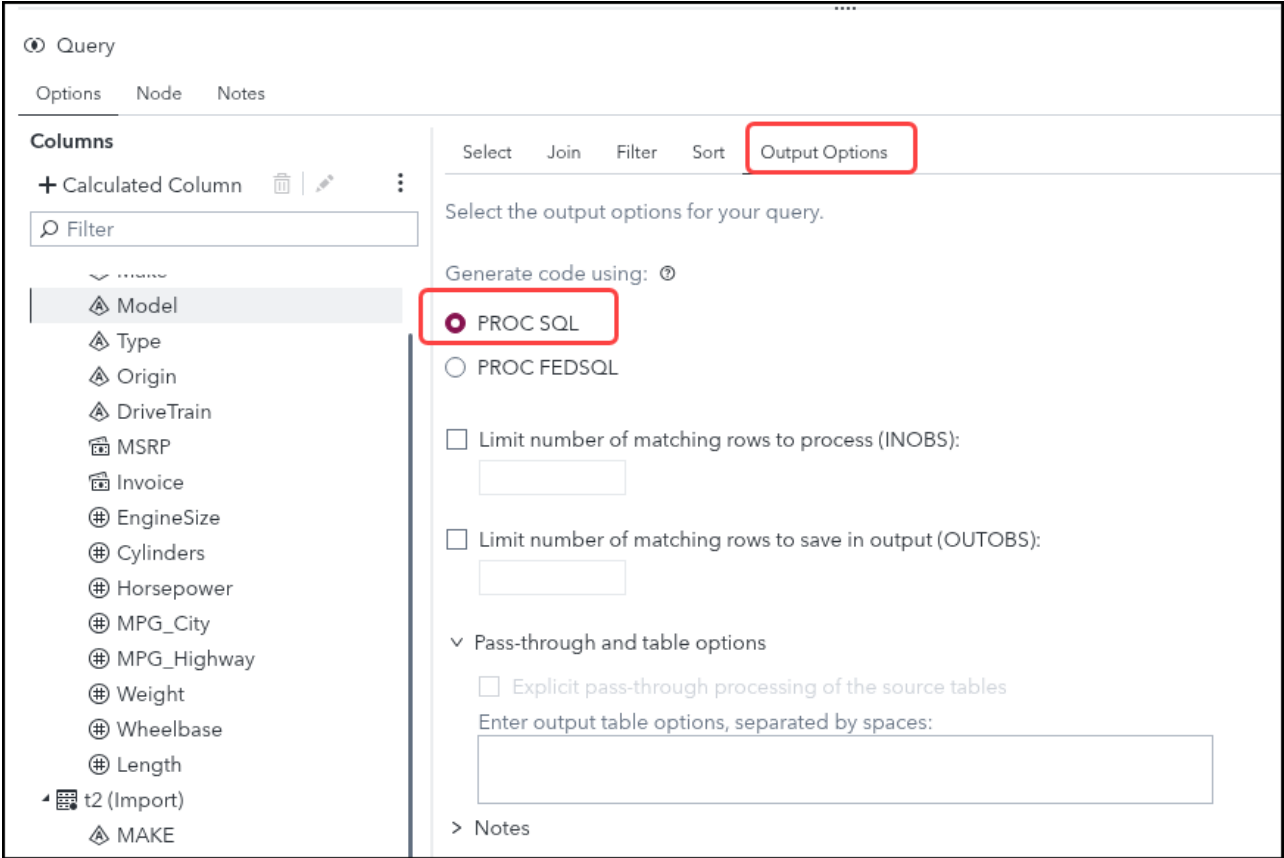 Query
Options Node Notes
Columns
+ Calculated Column
Filter
Model
Type
Origin
DriveTrain
MSRP
Invoice
EngineSize
Cylinders
Horsepower
MPG_City
MPG_Highway
Weight
Wheelbase
Length
t2 (Import)
MAKE
Select Join Filter Sort Output Options
Select the output options for your query.
Generate code using:
PROC SQL
PROC FEDSQL
Limit number of matching rows to process (INOBS):
Limit number of matching rows to save in output (OUTOBS):
Pass-through and table options
Explicit pass-through processing of the source tables
Enter output table options, separated by spaces:
Notes